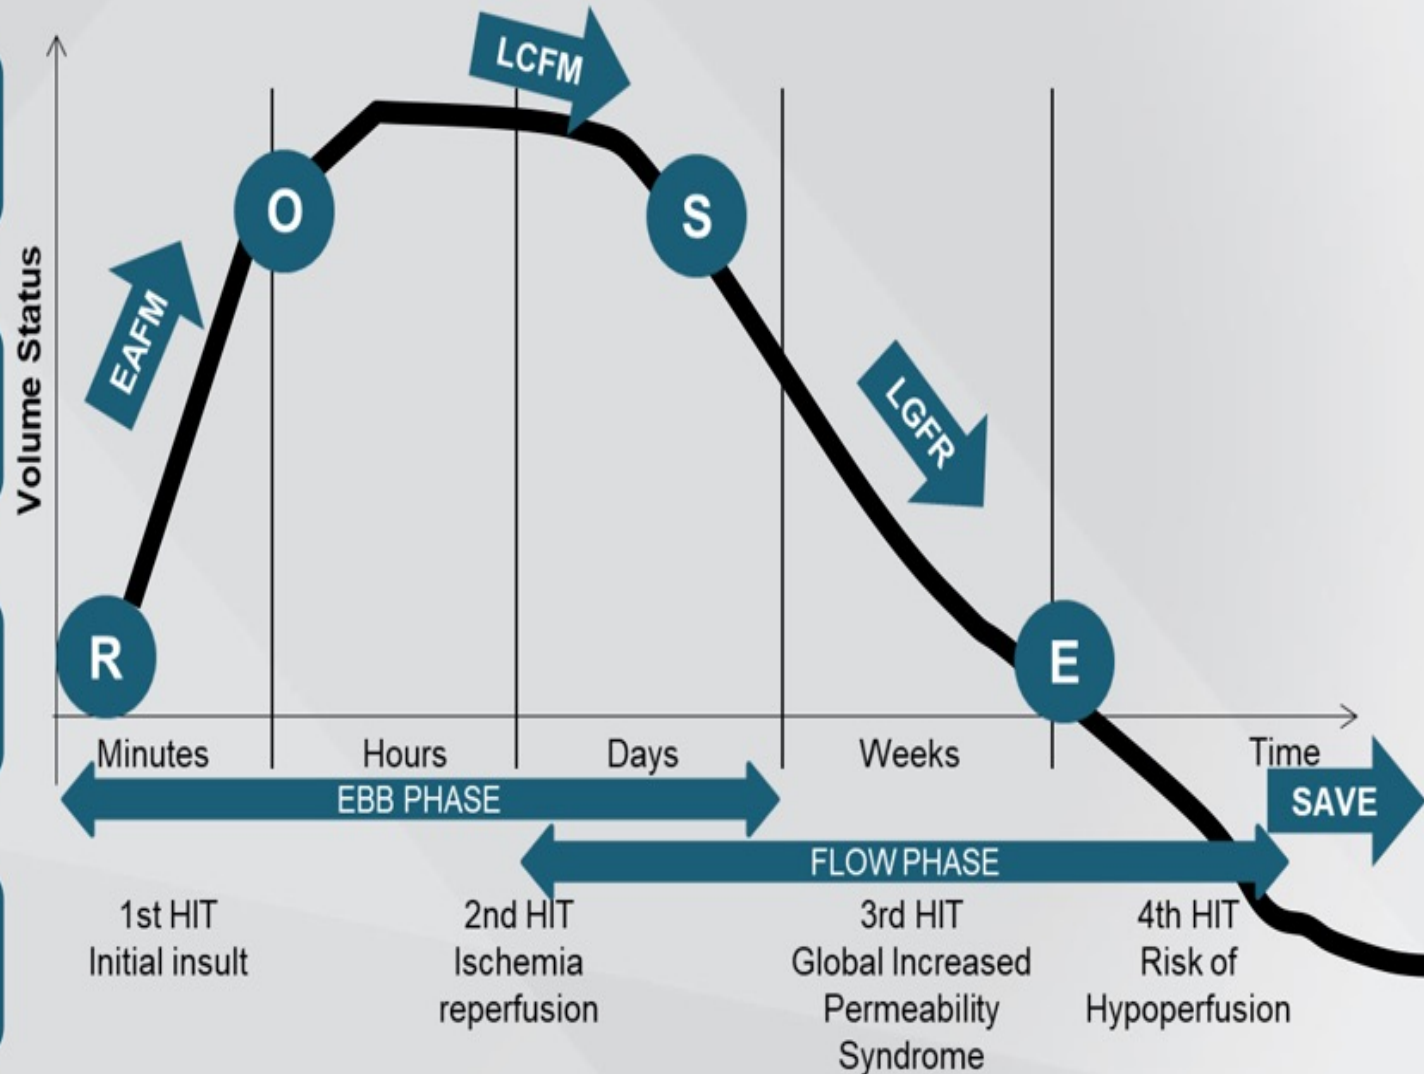 LCFM
O
S
EAFM
Volume Status
LGFR
R
E
Minutes
Hours
Days
Weeks
Time
EBB PHASE
SAVE
FLOW PHASE
1st HIT
Initial insult
2nd HIT
Ischemia
reperfusion
3rd HIT
Global Increased
Permeability
Syndrome
4th HIT
Risk of
Hypoperfusion